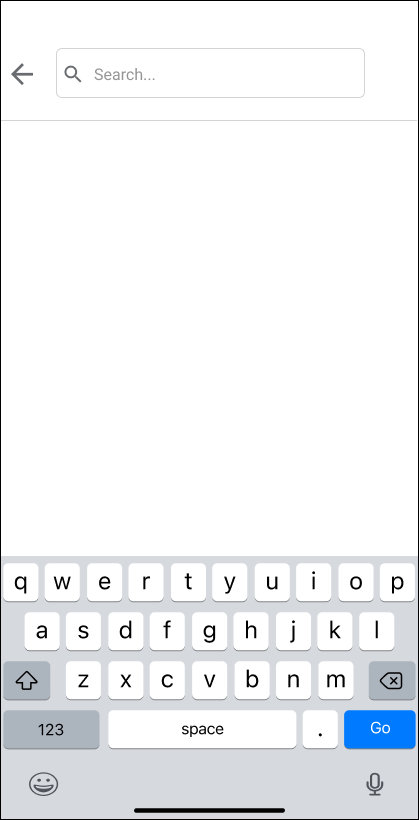 Search...
q w e r t y u i o p
a s d f g h j k l
z x c v b n m
123 space . Go